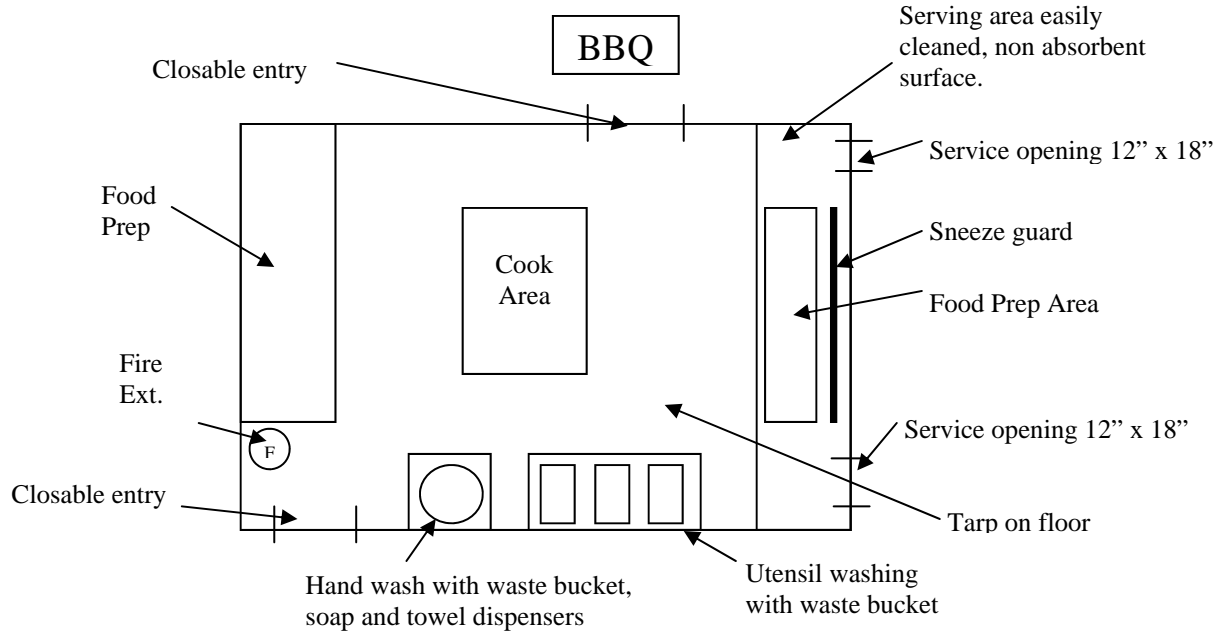 BBQ
Closable entry
Serving area easily
cleaned, non absorbent
surface.
Service opening 12” x 18”
Food
Prep
Sneeze guard
Cook
Area
Food Prep Area
Fire
Ext.
F
Service opening 12” x 18”
Closable entry
Tarp on floor
Hand wash with waste bucket,
soap and towel dispensers
Utensil washing
with waste bucket